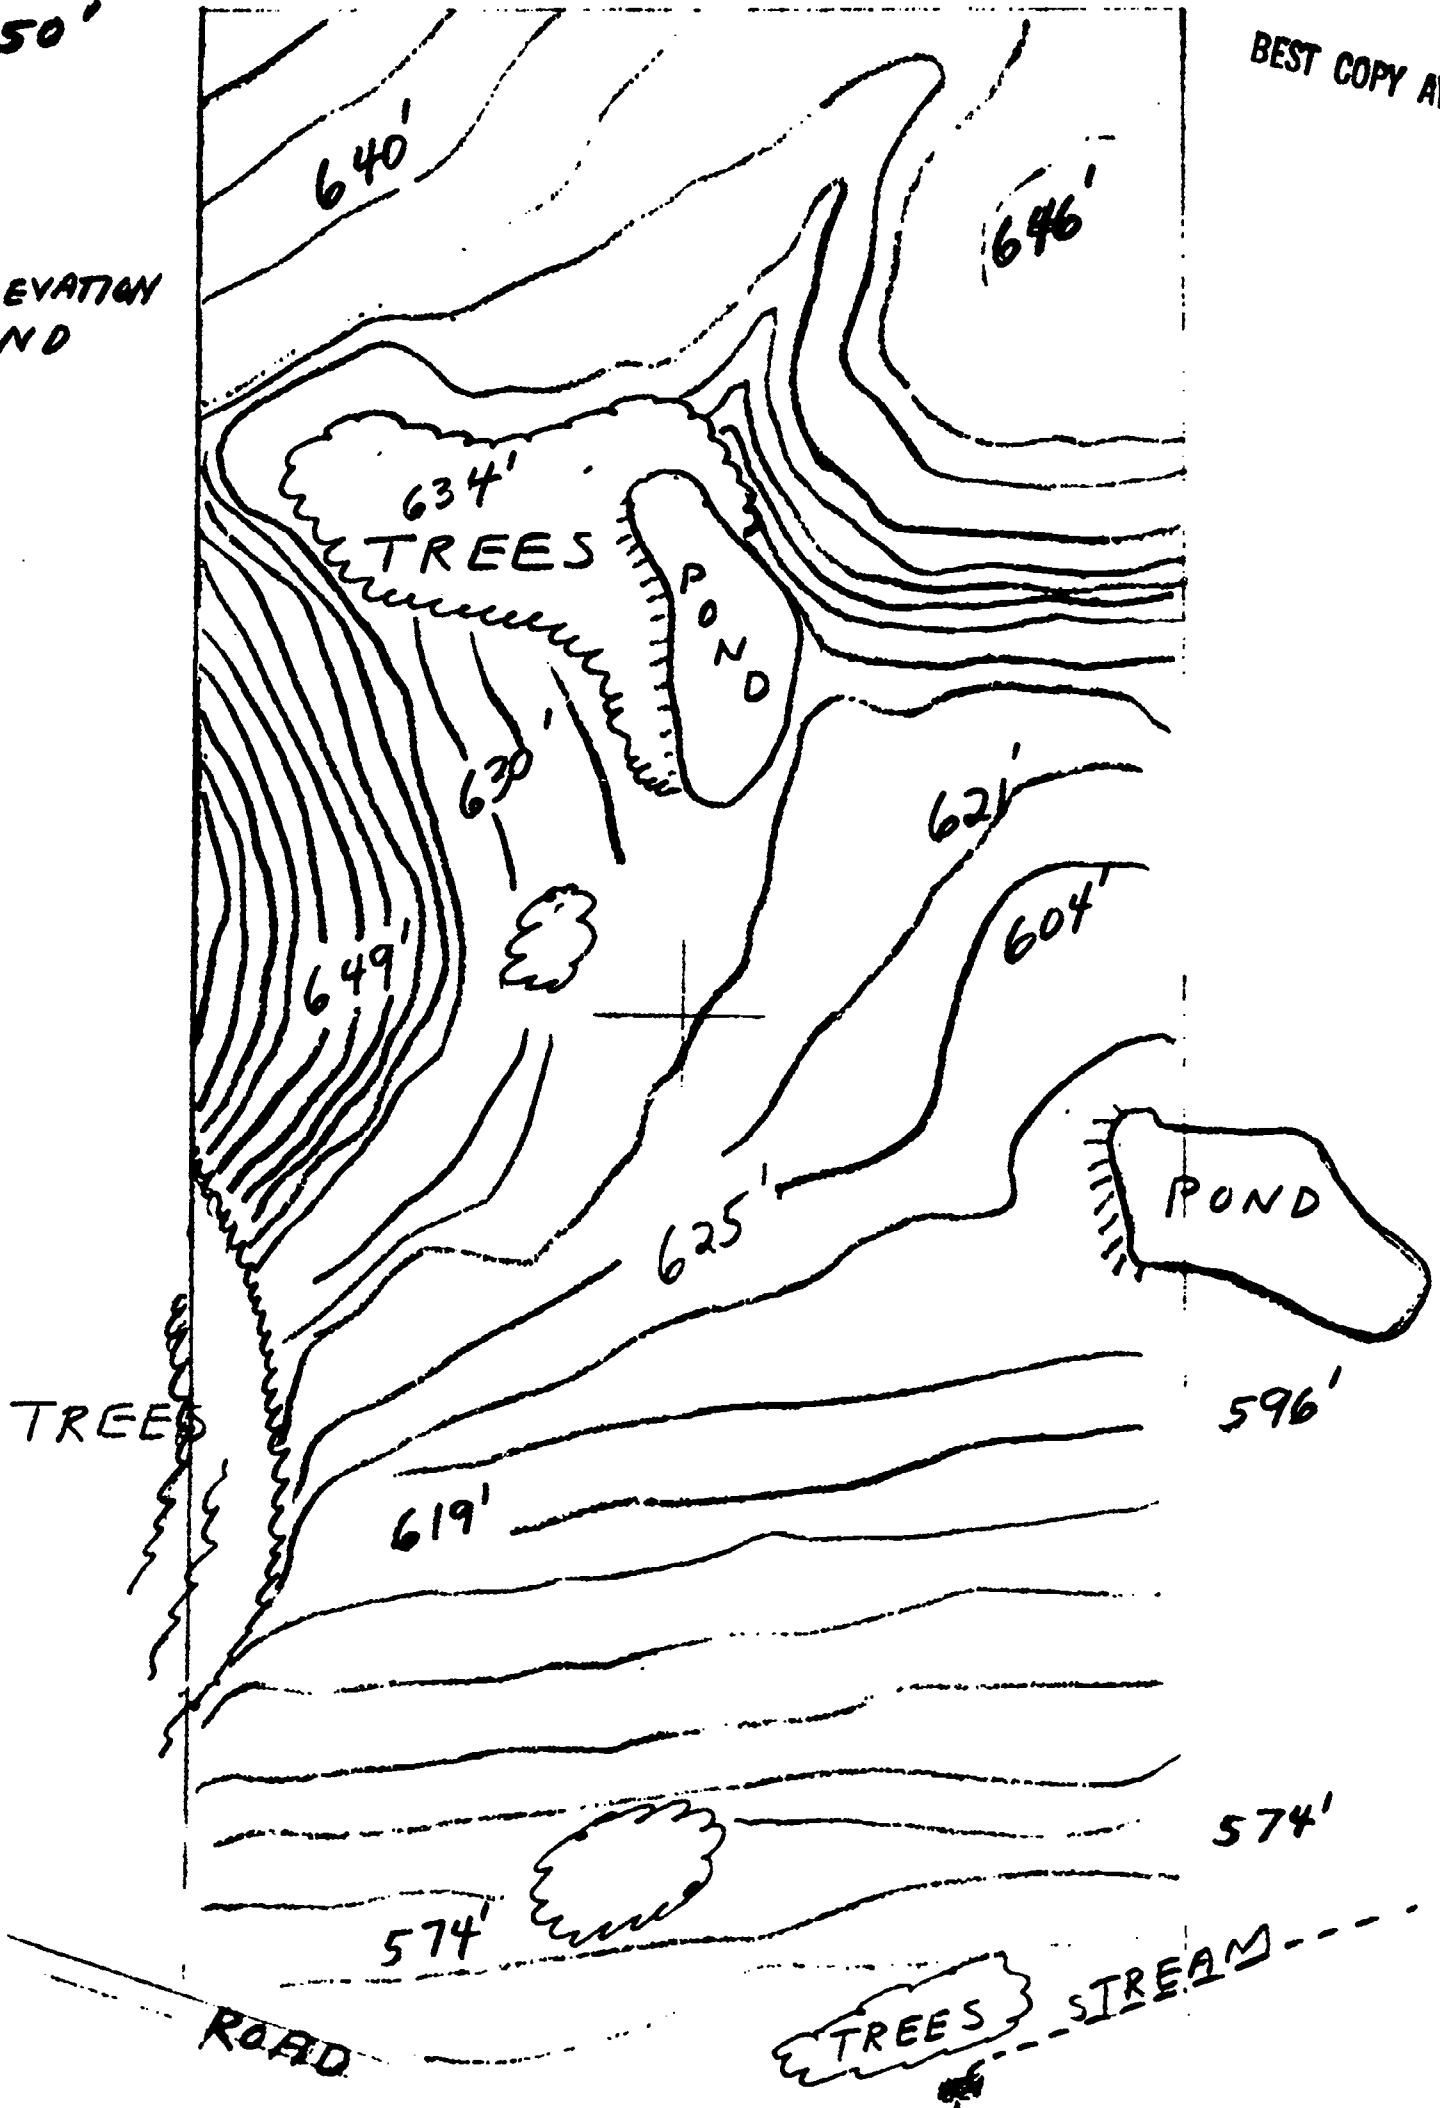 50'
BEST COPY
640'
646'
EVATION
ND
634'
TREES
POND
630'
621'
604'
649'
625'
POND
TREES
596'
619'
574'
574'
STREAM
ROAD
TREES